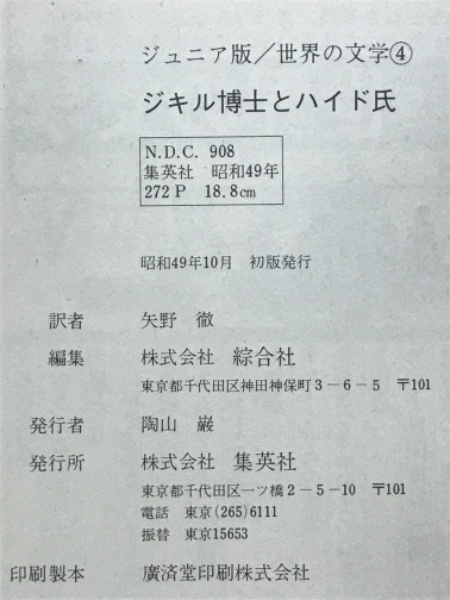 ジュニア版/世界の文学④
ジキル博士とハイド氏
N.D.C. 908
集英社 昭和49年
272P 18.8cm
昭和49年10月 初版発行
訳者 矢野 徹
編集 株式会社 綜合社
東京都千代田区神田神保町3-6-5 〒101
発行者 陶山 巖
発行所 株式会社 集英社
東京都千代田区一ツ橋2-5-10 〒101
電話 東京(265)6111
振替 東京15653
印刷製本 廣済堂印刷株式会社